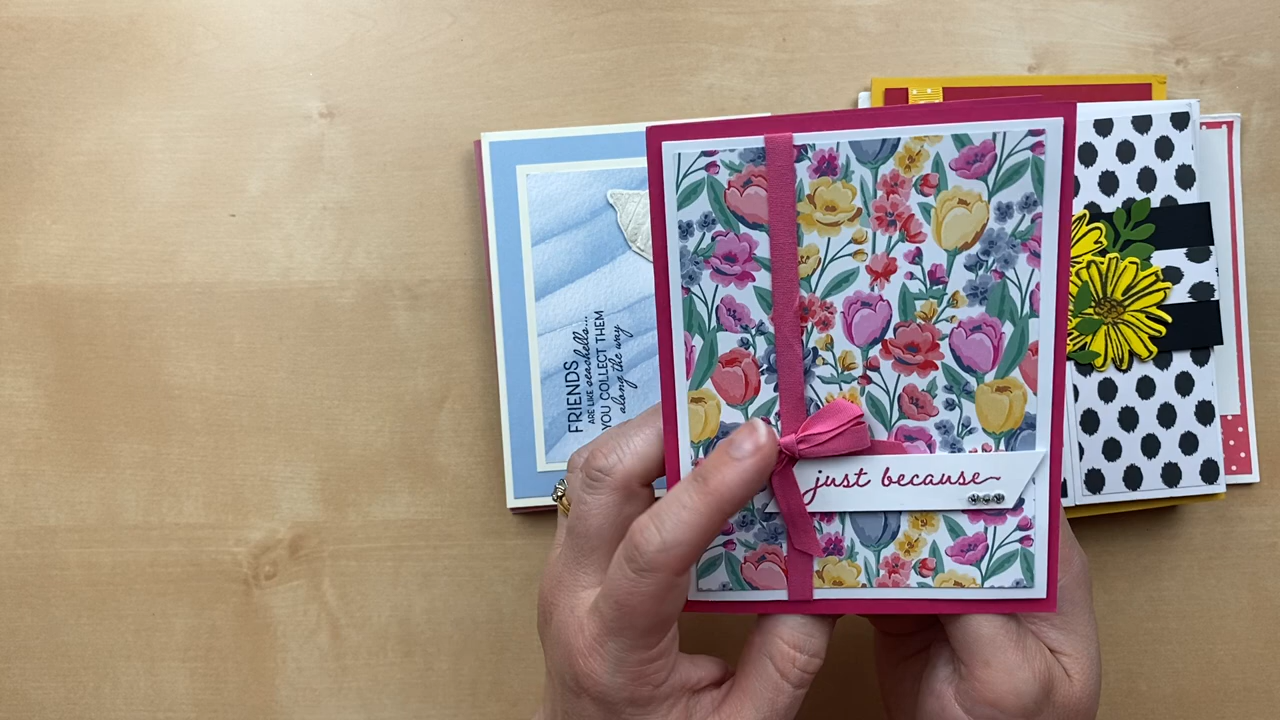 FRIENDS
ARE LIKE seashells...
YOU COLLECT THEM
along the way
just because